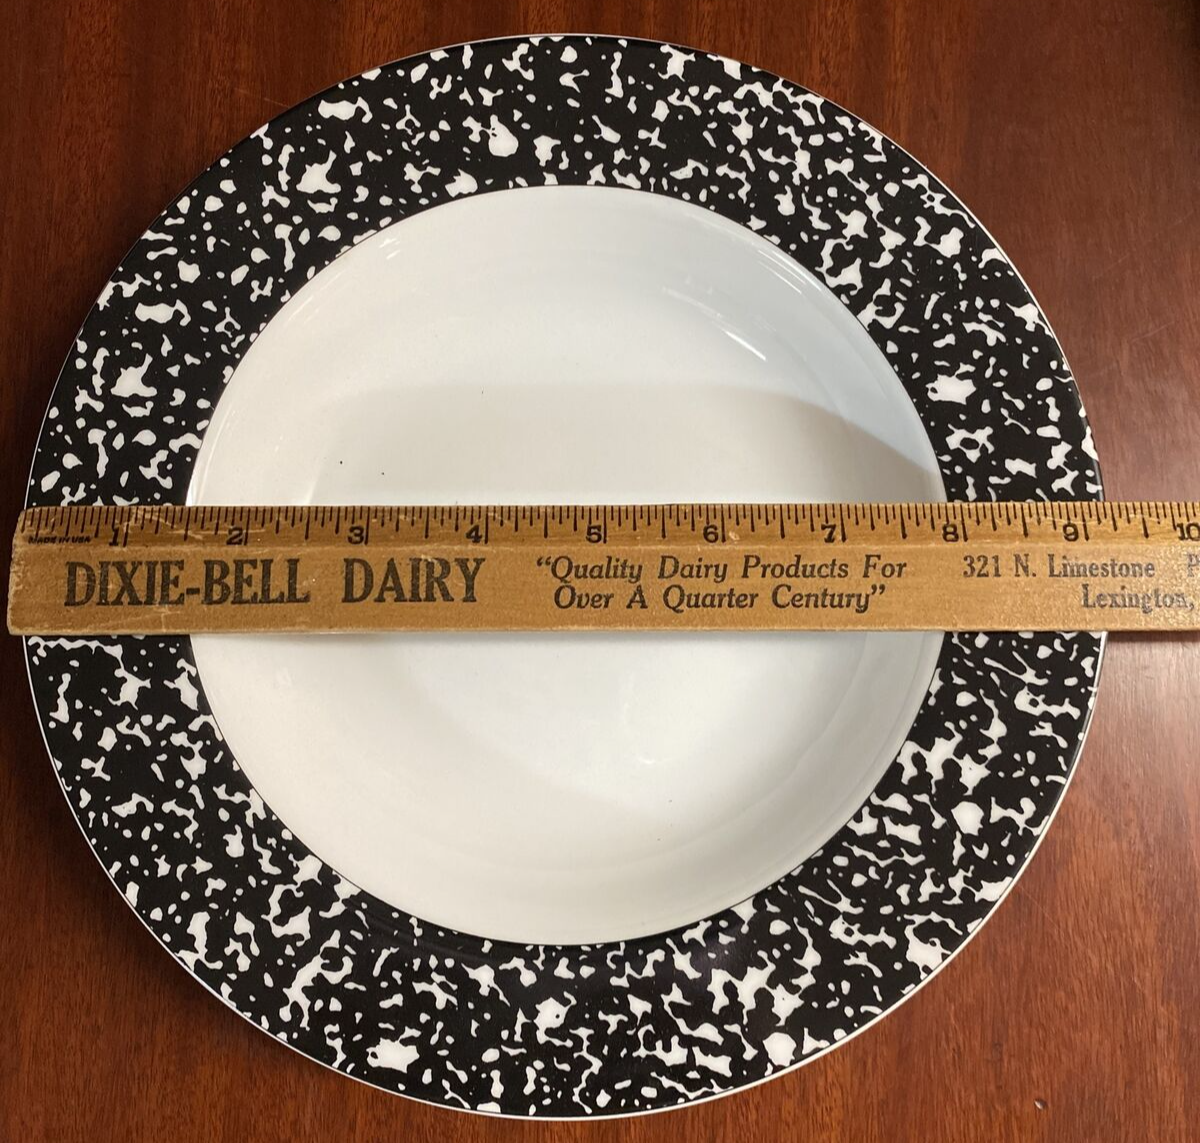 1 2 3 4 5 6 7 8 9 10
MADE IN USA
DIXIE-BELL DAIRY
"Quality Dairy Products For
Over A Quarter Century"
321 N. Limestone P
Lexington,